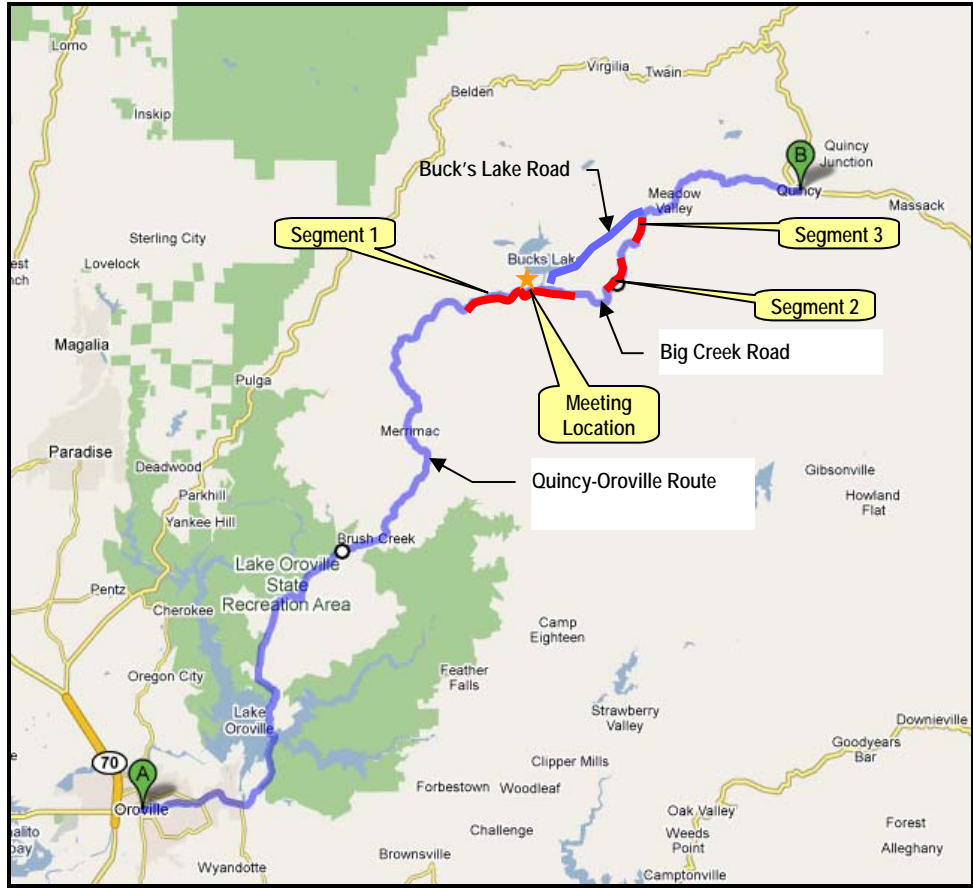 Lomo
Virgilia
Twain
Belden
Inskip
Quincy
Junction
B
Buck's Lake Road
Quincy
Meadow
Valley
Massack
Segment 1
Segment 3
Sterling City
Lovelock
Bucks Lake
Segment 2
Big Creek Road
Magalia
Pulga
Meeting
Location
Merrimac
Paradise
Deadwood
Gibsonville
Quincy-Oroville Route
Howland
Flat
Parkhill
Yankee Hill
Brush Creek
Lake Oroville
State
Recreation Area
Pentz
Cherokee
Camp
Eighteen
Oregon City
Feather
Falls
Lake
Oroville
Strawberry
Valley
Downieville
Goodyears
Bar
70
A
Clipper Mills
Oroville
Forbestown
Woodleaf
Oak Valley
Challenge
Weeds
Point
Forest
Alleghany
Wyandotte
Brownsville
Camptonville